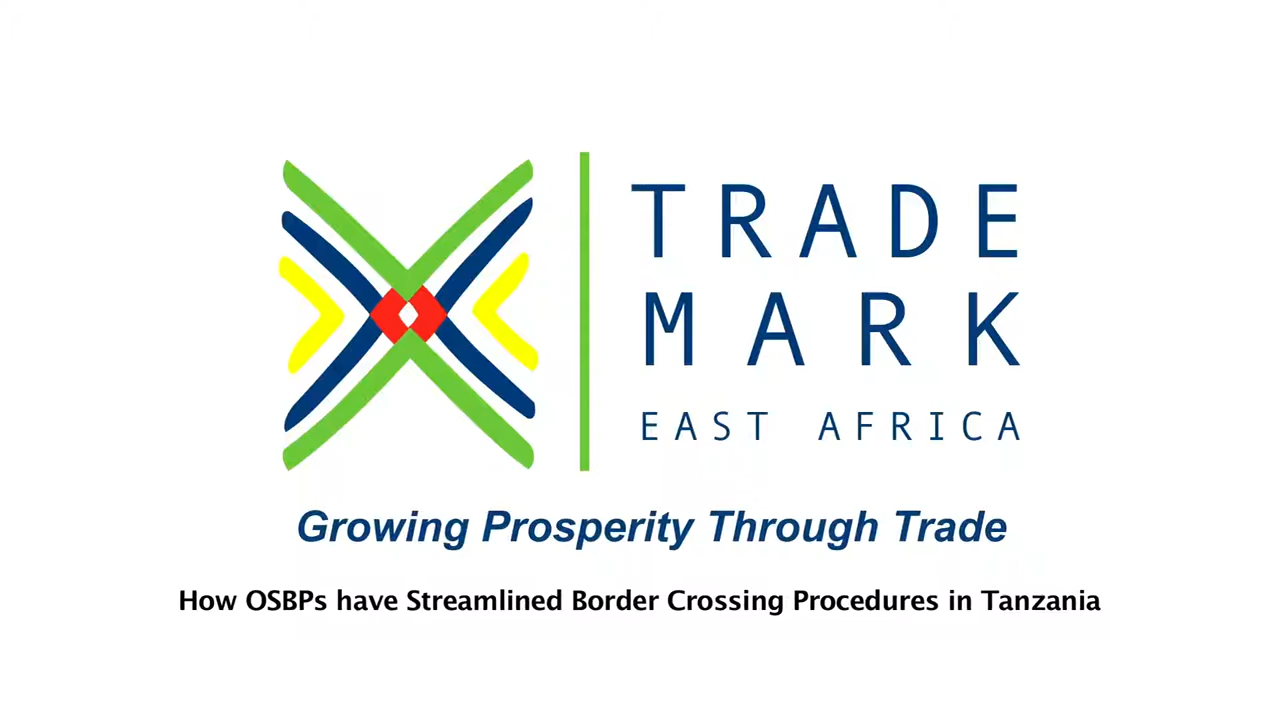 TRADE
MARK
EAST AFRICA
Growing Prosperity Through Trade
How OSBPs have Streamlined Border Crossing Procedures in Tanzania